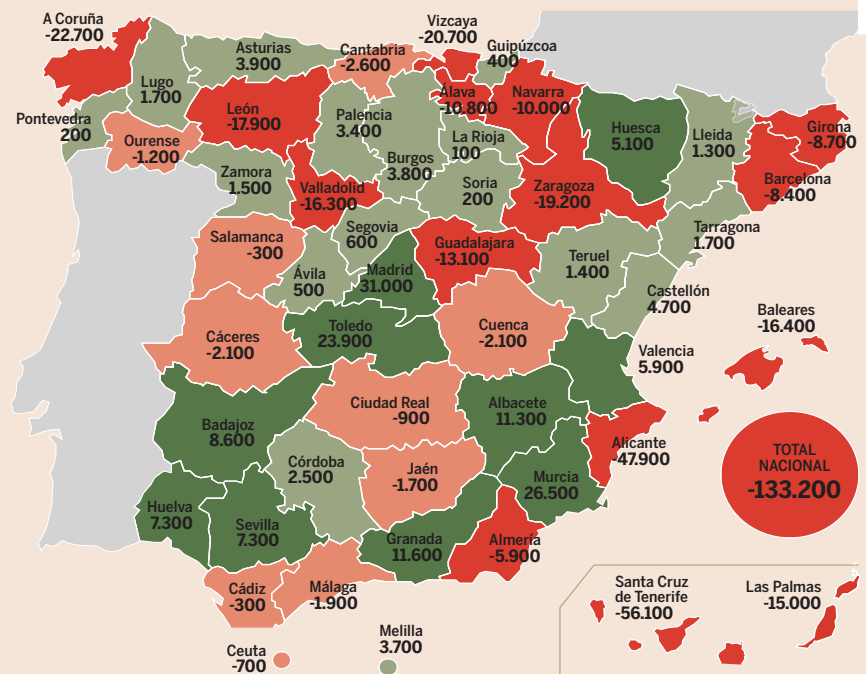 A Coruña
-22.700
Lugo
1.700
Asturias
3.900
Cantabria
-2.600
Vizcaya
-20.700
Guipúzcoa
400
Pontevedra
200
Ourense
-1.200
León
-17.900
Palencia
3.400
Burgos
3.800
Álava
-10.800
Navarra
-10.000
La Rioja
100
Huesca
5.100
Lleida
1.300
Girona
-8.700
Barcelona
-8.400
Zamora
1.500
Valladolid
-16.300
Soria
200
Zaragoza
-19.200
Tarragona
1.700
Salamanca
-300
Segovia
600
Ávila
500
Madrid
31.000
Guadalajara
-13.100
Teruel
1.400
Castellón
4.700
Baleares
-16.400
Cáceres
-2.100
Toledo
23.900
Cuenca
-2.100
Valencia
5.900
Badajoz
8.600
Ciudad Real
-900
Albacete
11.300
Alicante
-47.900
TOTAL
NACIONAL
-133.200
Córdoba
2.500
Jaén
-1.700
Murcia
26.500
Huelva
7.300
Sevilla
7.300
Granada
11.600
Almería
-5.900
Cádiz
-300
Málaga
-1.900
Santa Cruz
de Tenerife
-56.100
Las Palmas
-15.000
Ceuta
-700
Melilla
3.700